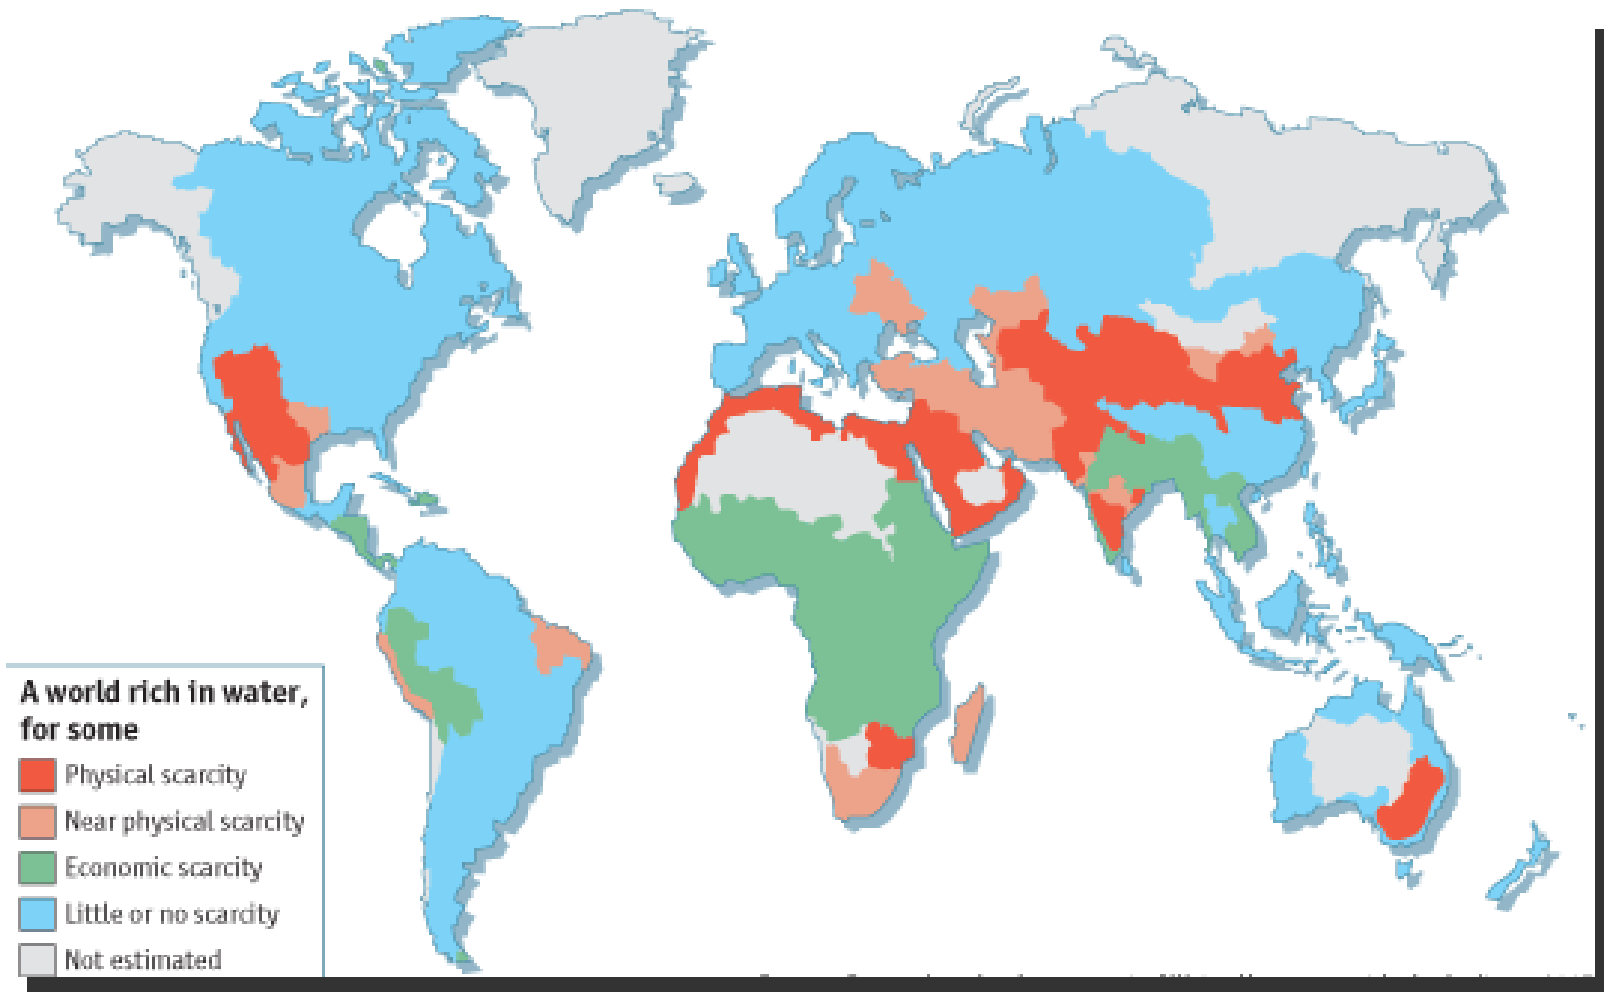 A world rich in water,
for some
Physical scarcity
Near physical scarcity
Economic scarcity
Little or no scarcity
Not estimated